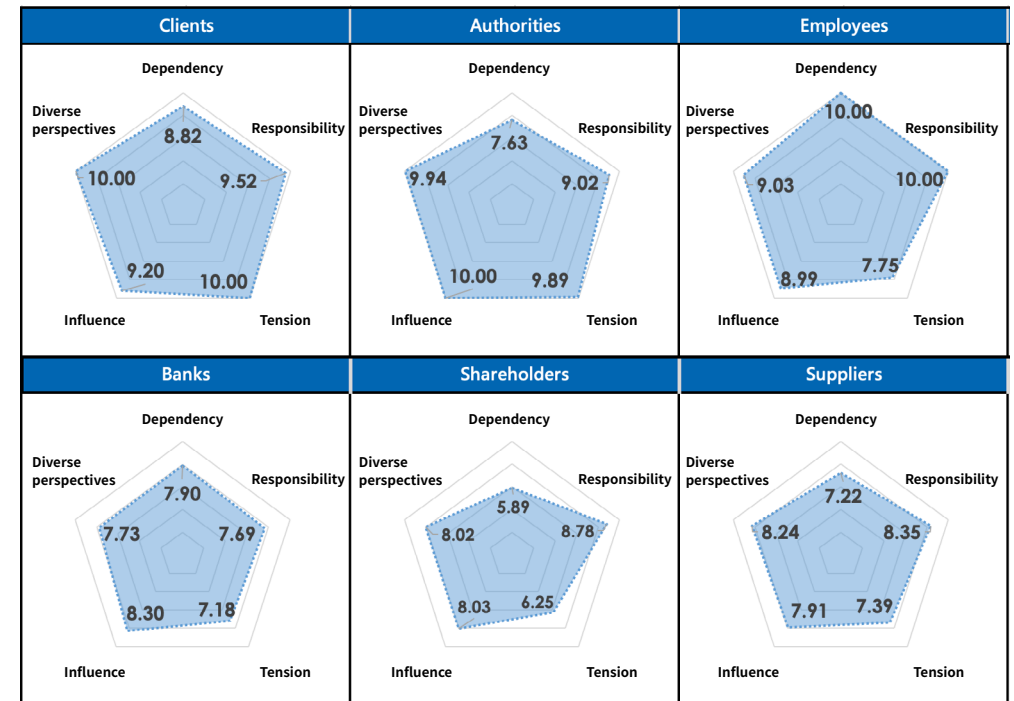 Clients
Authorities
Employees
Dependency
Diverse
perspectives
Responsibility
8.82
10.00
9.52
9.20
10.00
Influence
Tension
Dependency
Diverse
perspectives
Responsibility
7.63
9.94
9.02
10.00
9.89
Influence
Tension
Dependency
Diverse
perspectives
Responsibility
10.00
9.03
10.00
8.99
7.75
Influence
Tension
Banks
Shareholders
Suppliers
Dependency
Diverse
perspectives
Responsibility
7.90
7.73
7.69
8.30
7.18
Influence
Tension
Dependency
Diverse
perspectives
Responsibility
5.89
8.02
8.78
8.03
6.25
Influence
Tension
Dependency
Diverse
perspectives
Responsibility
7.22
8.24
8.35
7.91
7.39
Influence
Tension